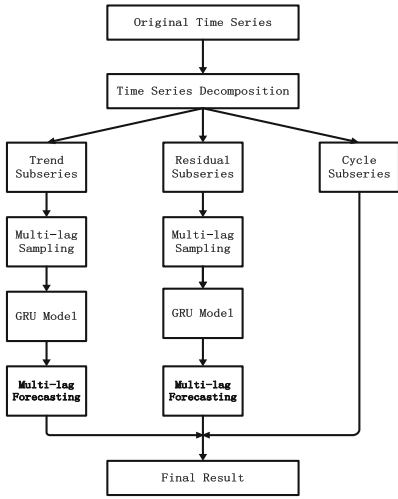 Original Time Series
Time Series Decomposition
Trend
Subseries
Residual
Subseries
Cycle
Subseries
Multi-lag
Sampling
Multi-lag
Sampling
GRU Model
GRU Model
Multi-lag
Forecasting
Multi-lag
Forecasting
Final Result